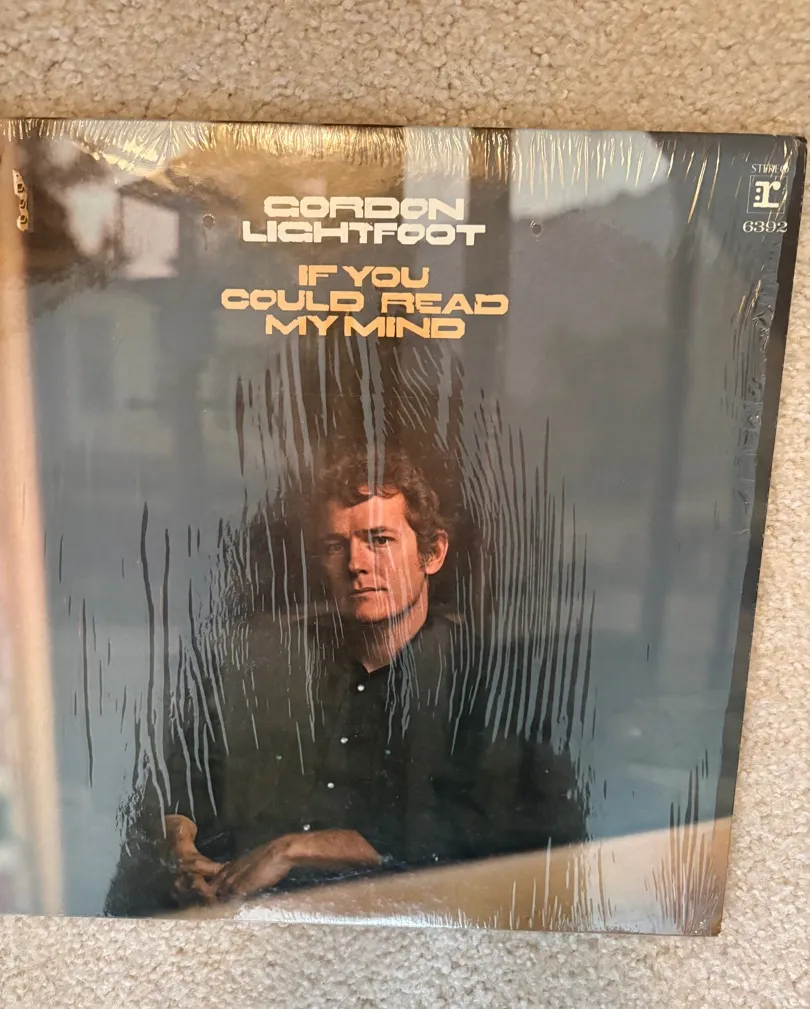 GORDON
LIGHTFOOT
IF YOU
COULD READ
MY MIND
STEREO
r
6392